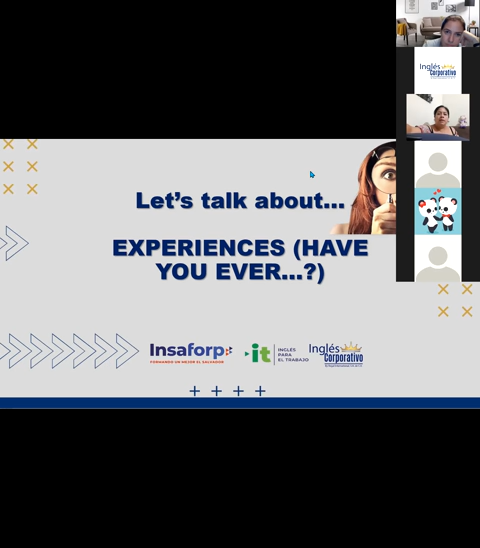 Inglés
Corporativo
Let's talk about...
EXPERIENCES (HAVE
YOU EVER...?)
Insaforp
FORMANDO UN MEJOR EL SALVADOR
it
INGLÉS
PARA
EL TRABAJO
Inglés
Corporativo